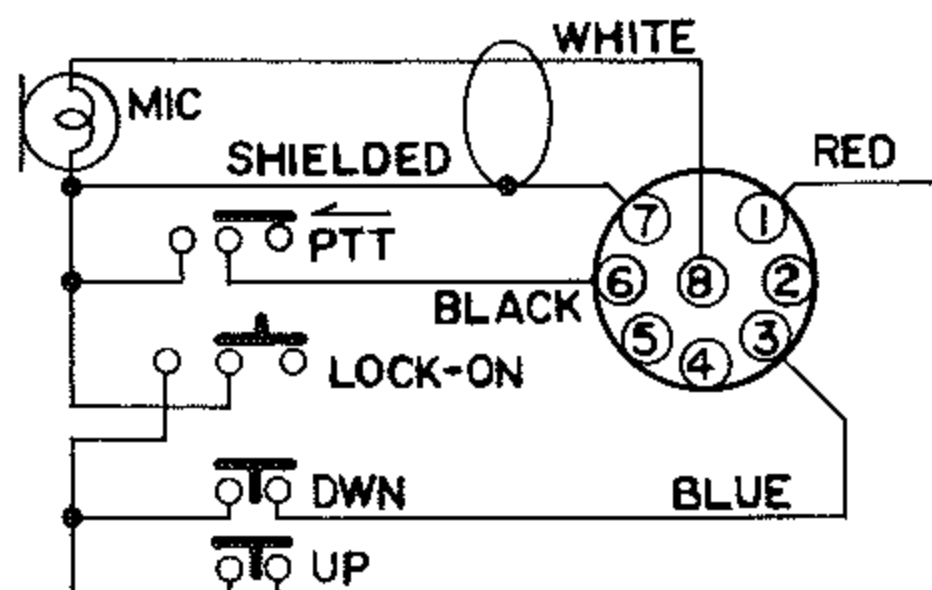 WHITE
MIC
SHIELDED
RED
PTT
7
1
6
8
2
BLACK
5
4
3
LOCK-ON
DWN
BLUE
UP